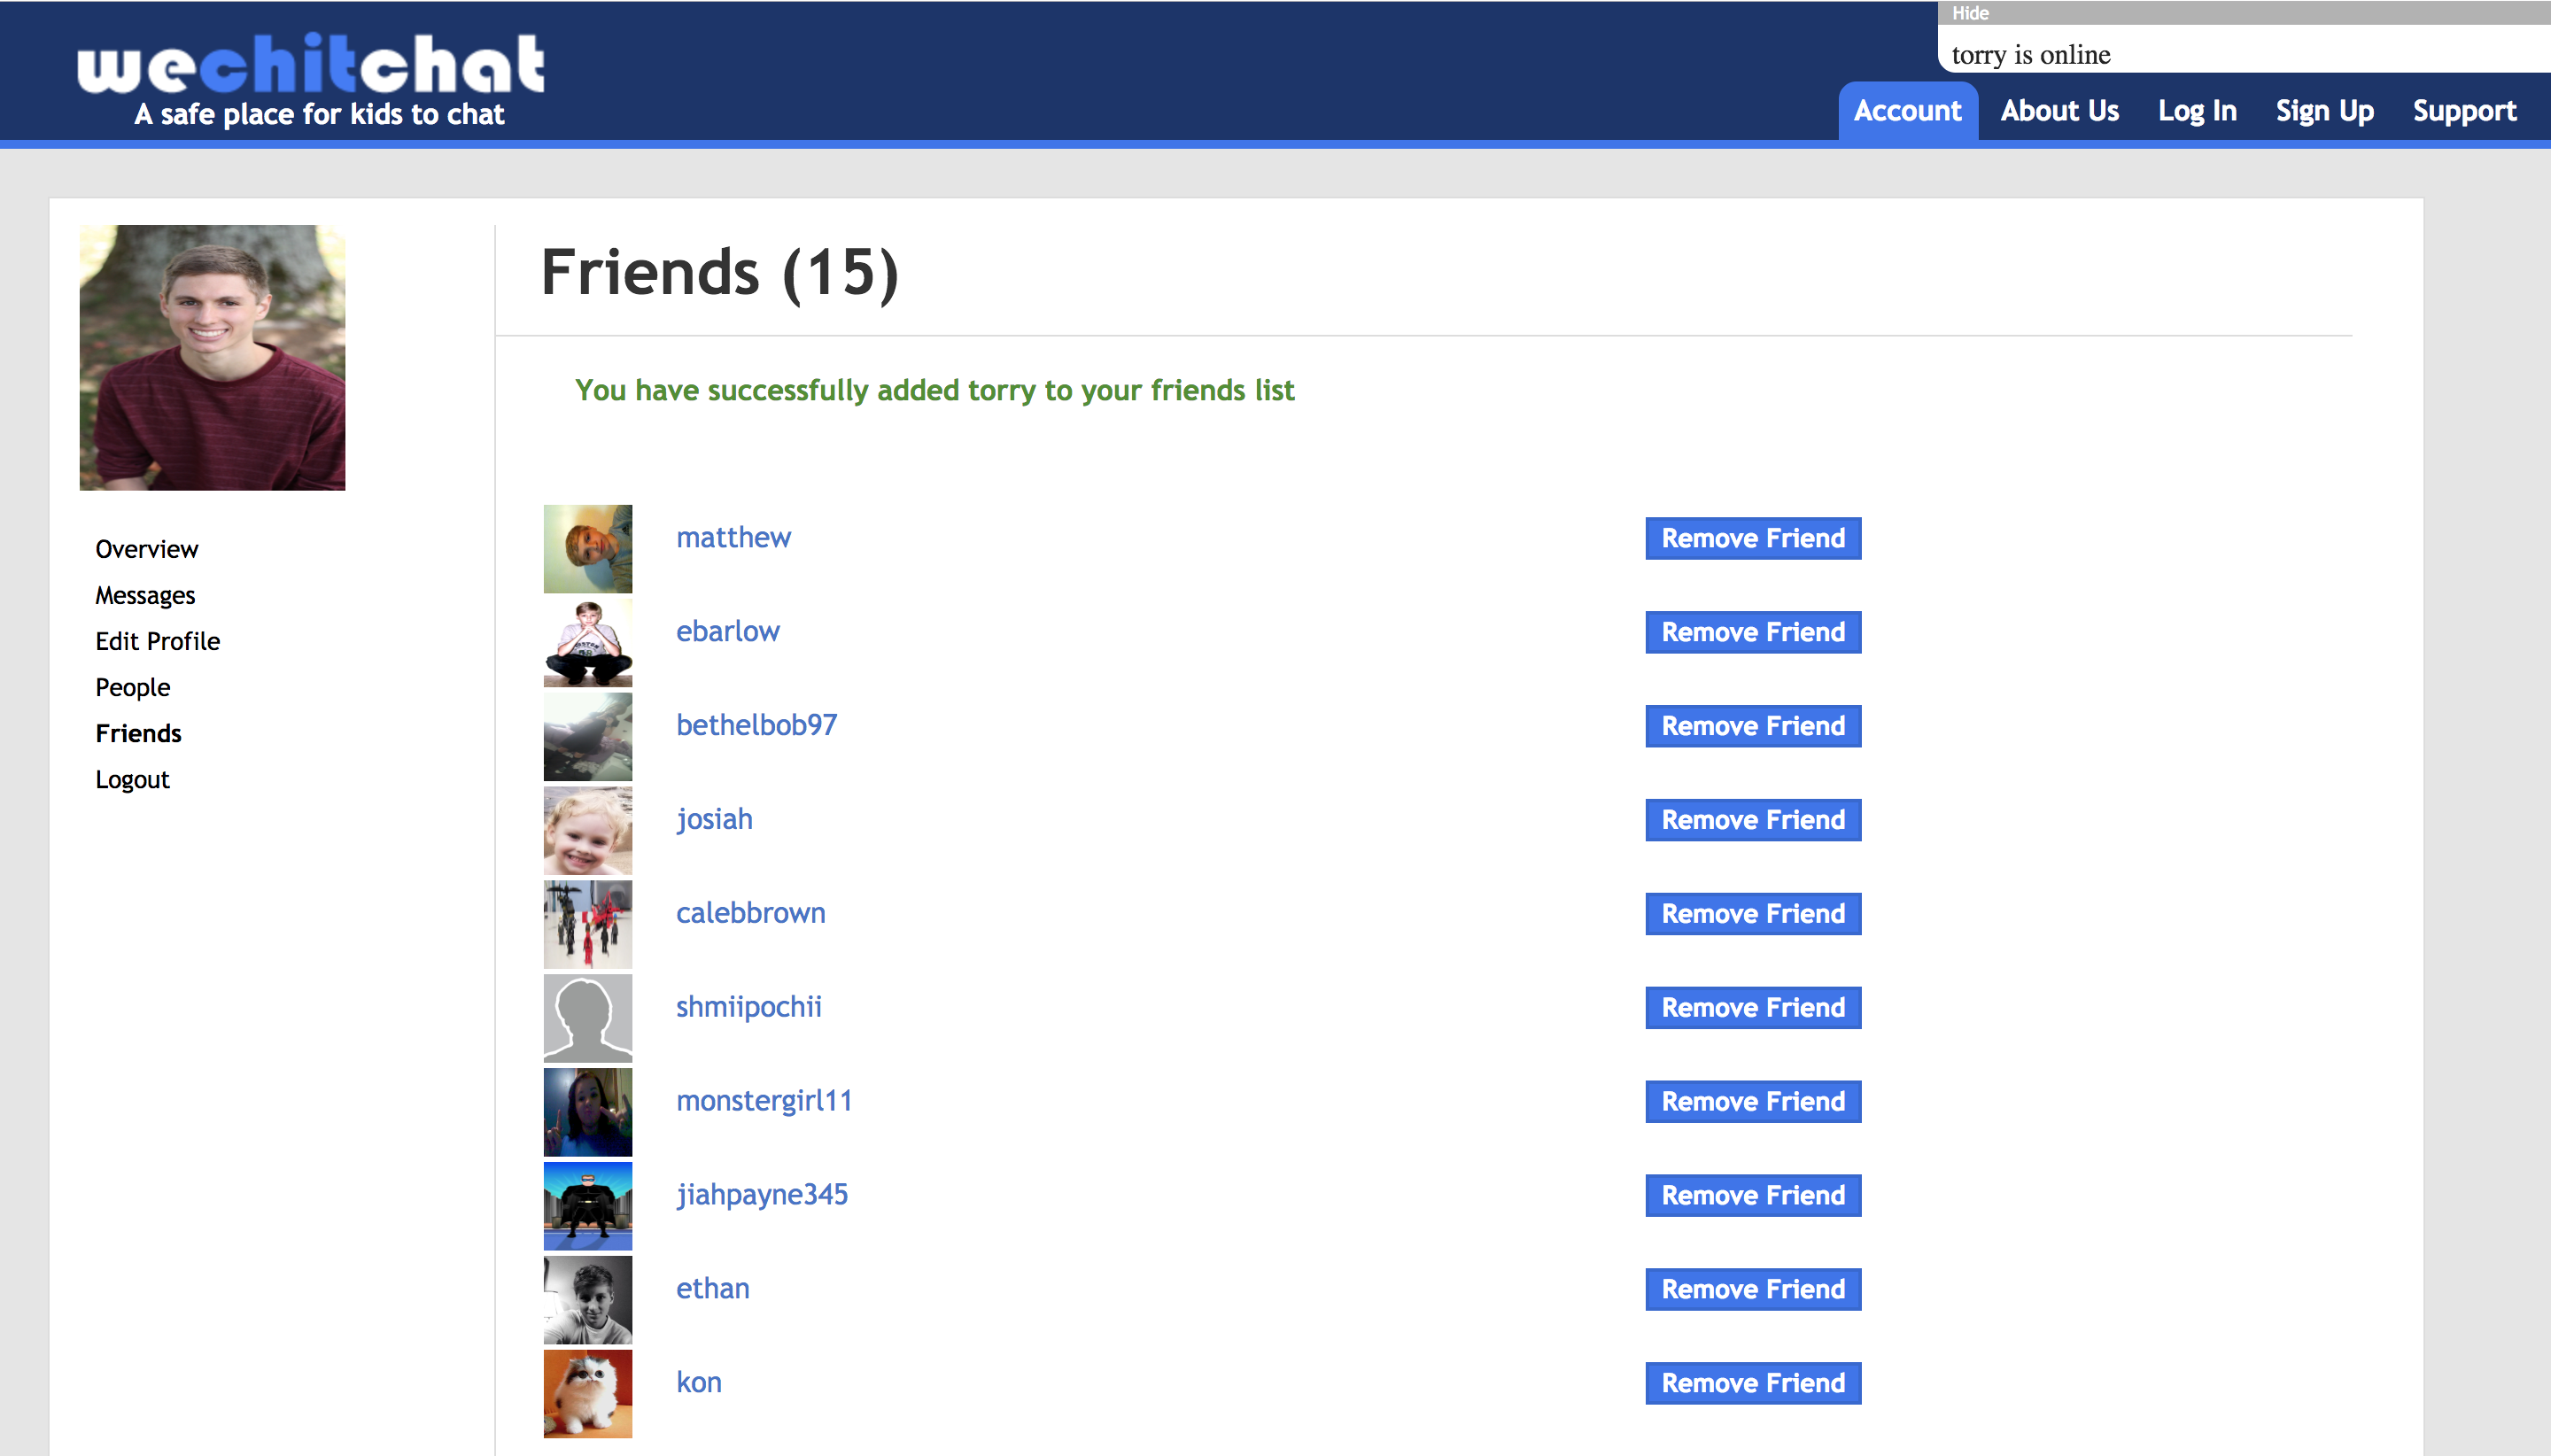 Hide
torry is online
wechitchat
A safe place for kids to chat
Account About Us Log In Sign Up Support
Friends (15)
You have successfully added torry to your friends list
Overview
Messages
Edit Profile
People
Friends
Logout
matthew Remove Friend
ebarlow Remove Friend
bethelbob97 Remove Friend
josiah Remove Friend
calebbrown Remove Friend
shmiipochii Remove Friend
monstergirl11 Remove Friend
jiahpayne345 Remove Friend
ethan Remove Friend
kon Remove Friend